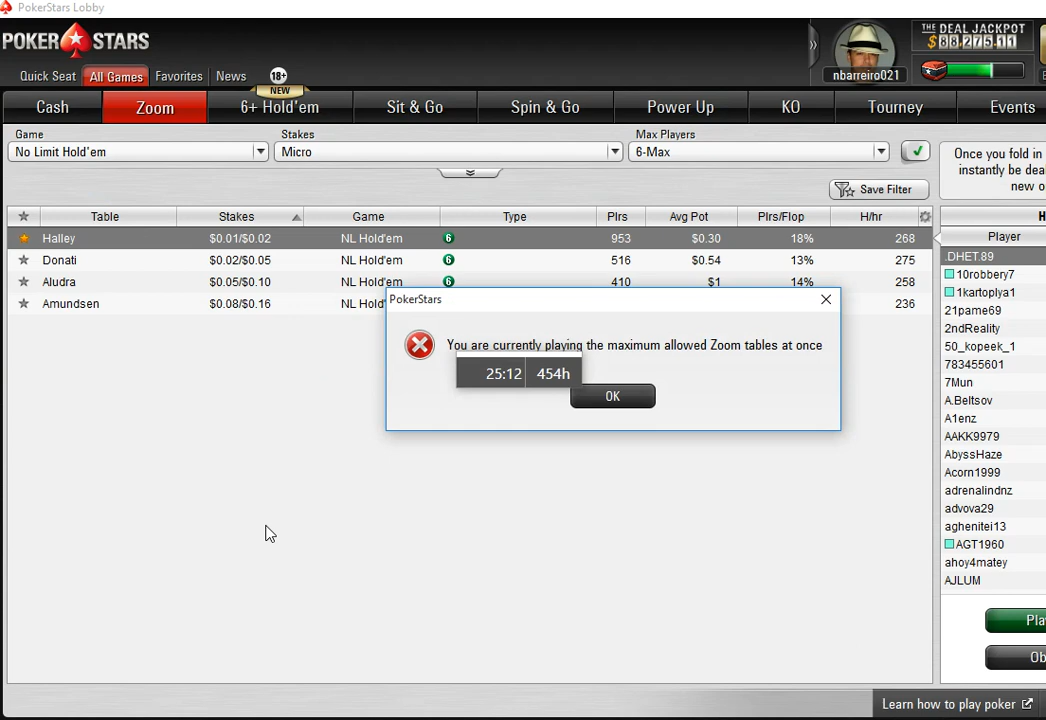 PokerStars Lobby
POKER STARS
THE DEAL JACKPOT
$88,275.11
nbarreiro021
Quick Seat All Games Favorites News 18+
NEW
Cash Zoom 6+ Hold'em Sit & Go Spin & Go Power Up KO Tourney Events
Game Stakes Max Players
No Limit Hold'em Micro 6-Max
Once you fold in
instantly be deal
new o
Save Filter
Table Stakes Game Type Plrs Avg Pot Plrs/Flop H/hr
Halley $0.01/$0.02 NL Hold'em 6 953 $0.30 18% 268
Donati $0.02/$0.05 NL Hold'em 6 516 $0.54 13% 275
Aludra $0.05/$0.10 NL Hold'em 6 410 $1 14% 258
Amundsen $0.08/$0.16 NL Hold' 236
PokerStars
You are currently playing the maximum allowed Zoom tables at once
25:12 454h
OK
H
Player
.DHET.89
10robbery7
1kartoplya1
21pame69
2ndReality
50_kopeek_1
783455601
7Mun
A.Beltsov
A1enz
AAKK9979
AbyssHaze
Acorn1999
adrenalindnz
advova29
aghenitei13
AGT1960
ahoy4matey
AJLUM
Pla
Ob
Learn how to play poker